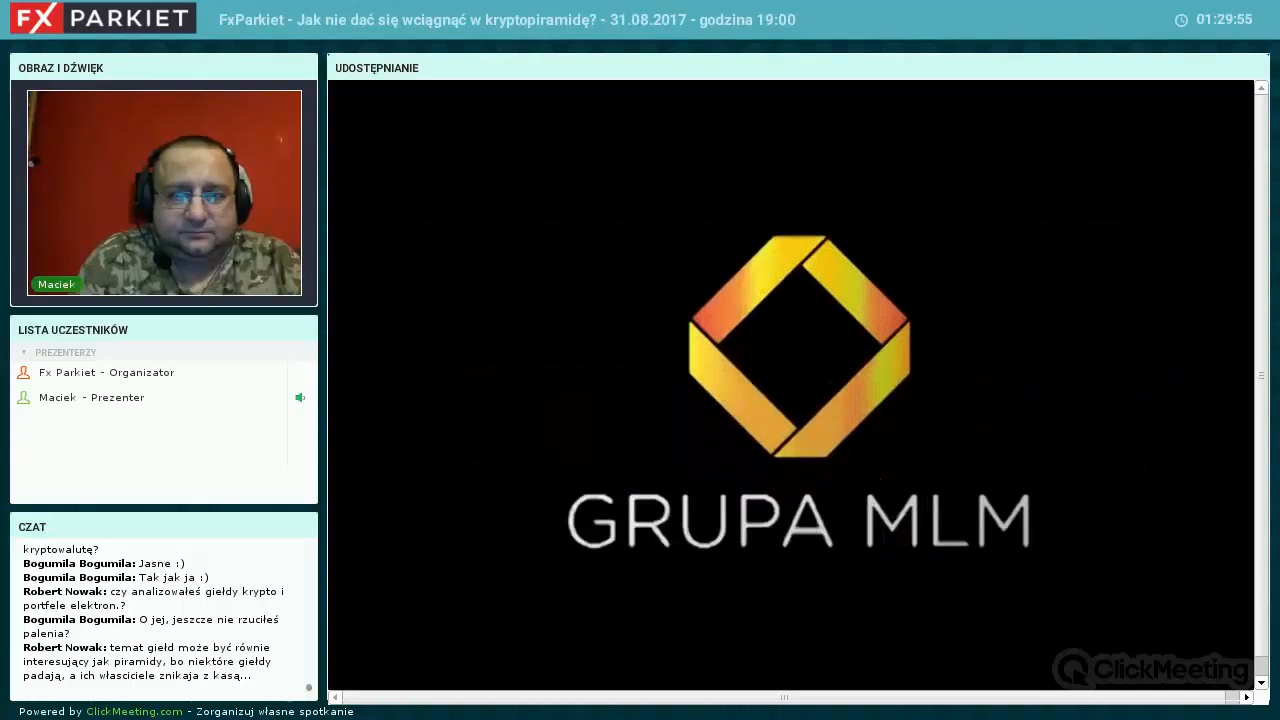 FX PARKIET
FxParkiet - Jak nie dać się wciągnąć w kryptopiramidę? - 31.08.2017 - godzina 19:00
01:29:55
OBRAZ I DŹWIĘK
Maciek
LISTA UCZESTNIKÓW
PREZENTERZY
Fx Parkiet - Organizator
Maciek - Prezenter
CZAT
kryptowalutę?
Bogumila Bogumila: Jasne :)
Bogumila Bogumila: Tak jak ja :)
Robert Nowak: czy analizowałeś giełdy krypto i
portfele elektron.?
Bogumila Bogumila: O jej, jeszcze nie rzuciłeś
palenia?
Robert Nowak: temat giełd może być równie
interesujący jak piramidy, bo niektóre giełdy
padają, a ich własciciele znikaja z kasą...
UDOSTĘPNIANIE
GRUPA MLM
ClickMeeting
Powered by ClickMeeting.com - Zorganizuj własne spotkanie